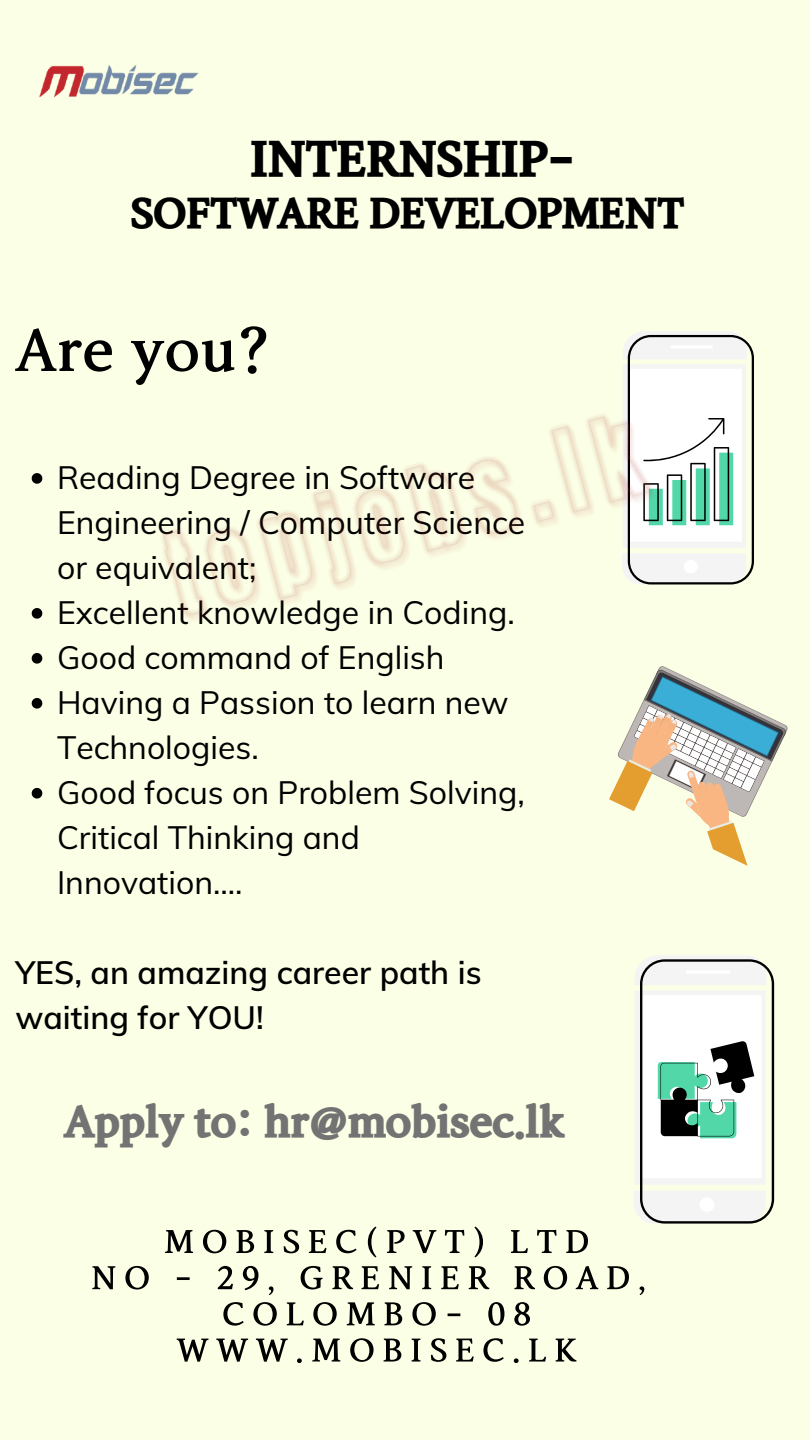 Mobisec
INTERNSHIP-
SOFTWARE DEVELOPMENT
Are you?
• Reading Degree in Software
Engineering / Computer Science
or equivalent;
• Excellent knowledge in Coding.
• Good command of English
• Having a Passion to learn new
Technologies.
• Good focus on Problem Solving,
Critical Thinking and
Innovation....
topjobs.lk
YES, an amazing career path is
waiting for YOU!
Apply to: hr@mobisec.lk
MOBISEC(PVT) LTD
NO - 29, GRENIER ROAD,
COLOMBO- 08
WWW.MOBISEC.LK